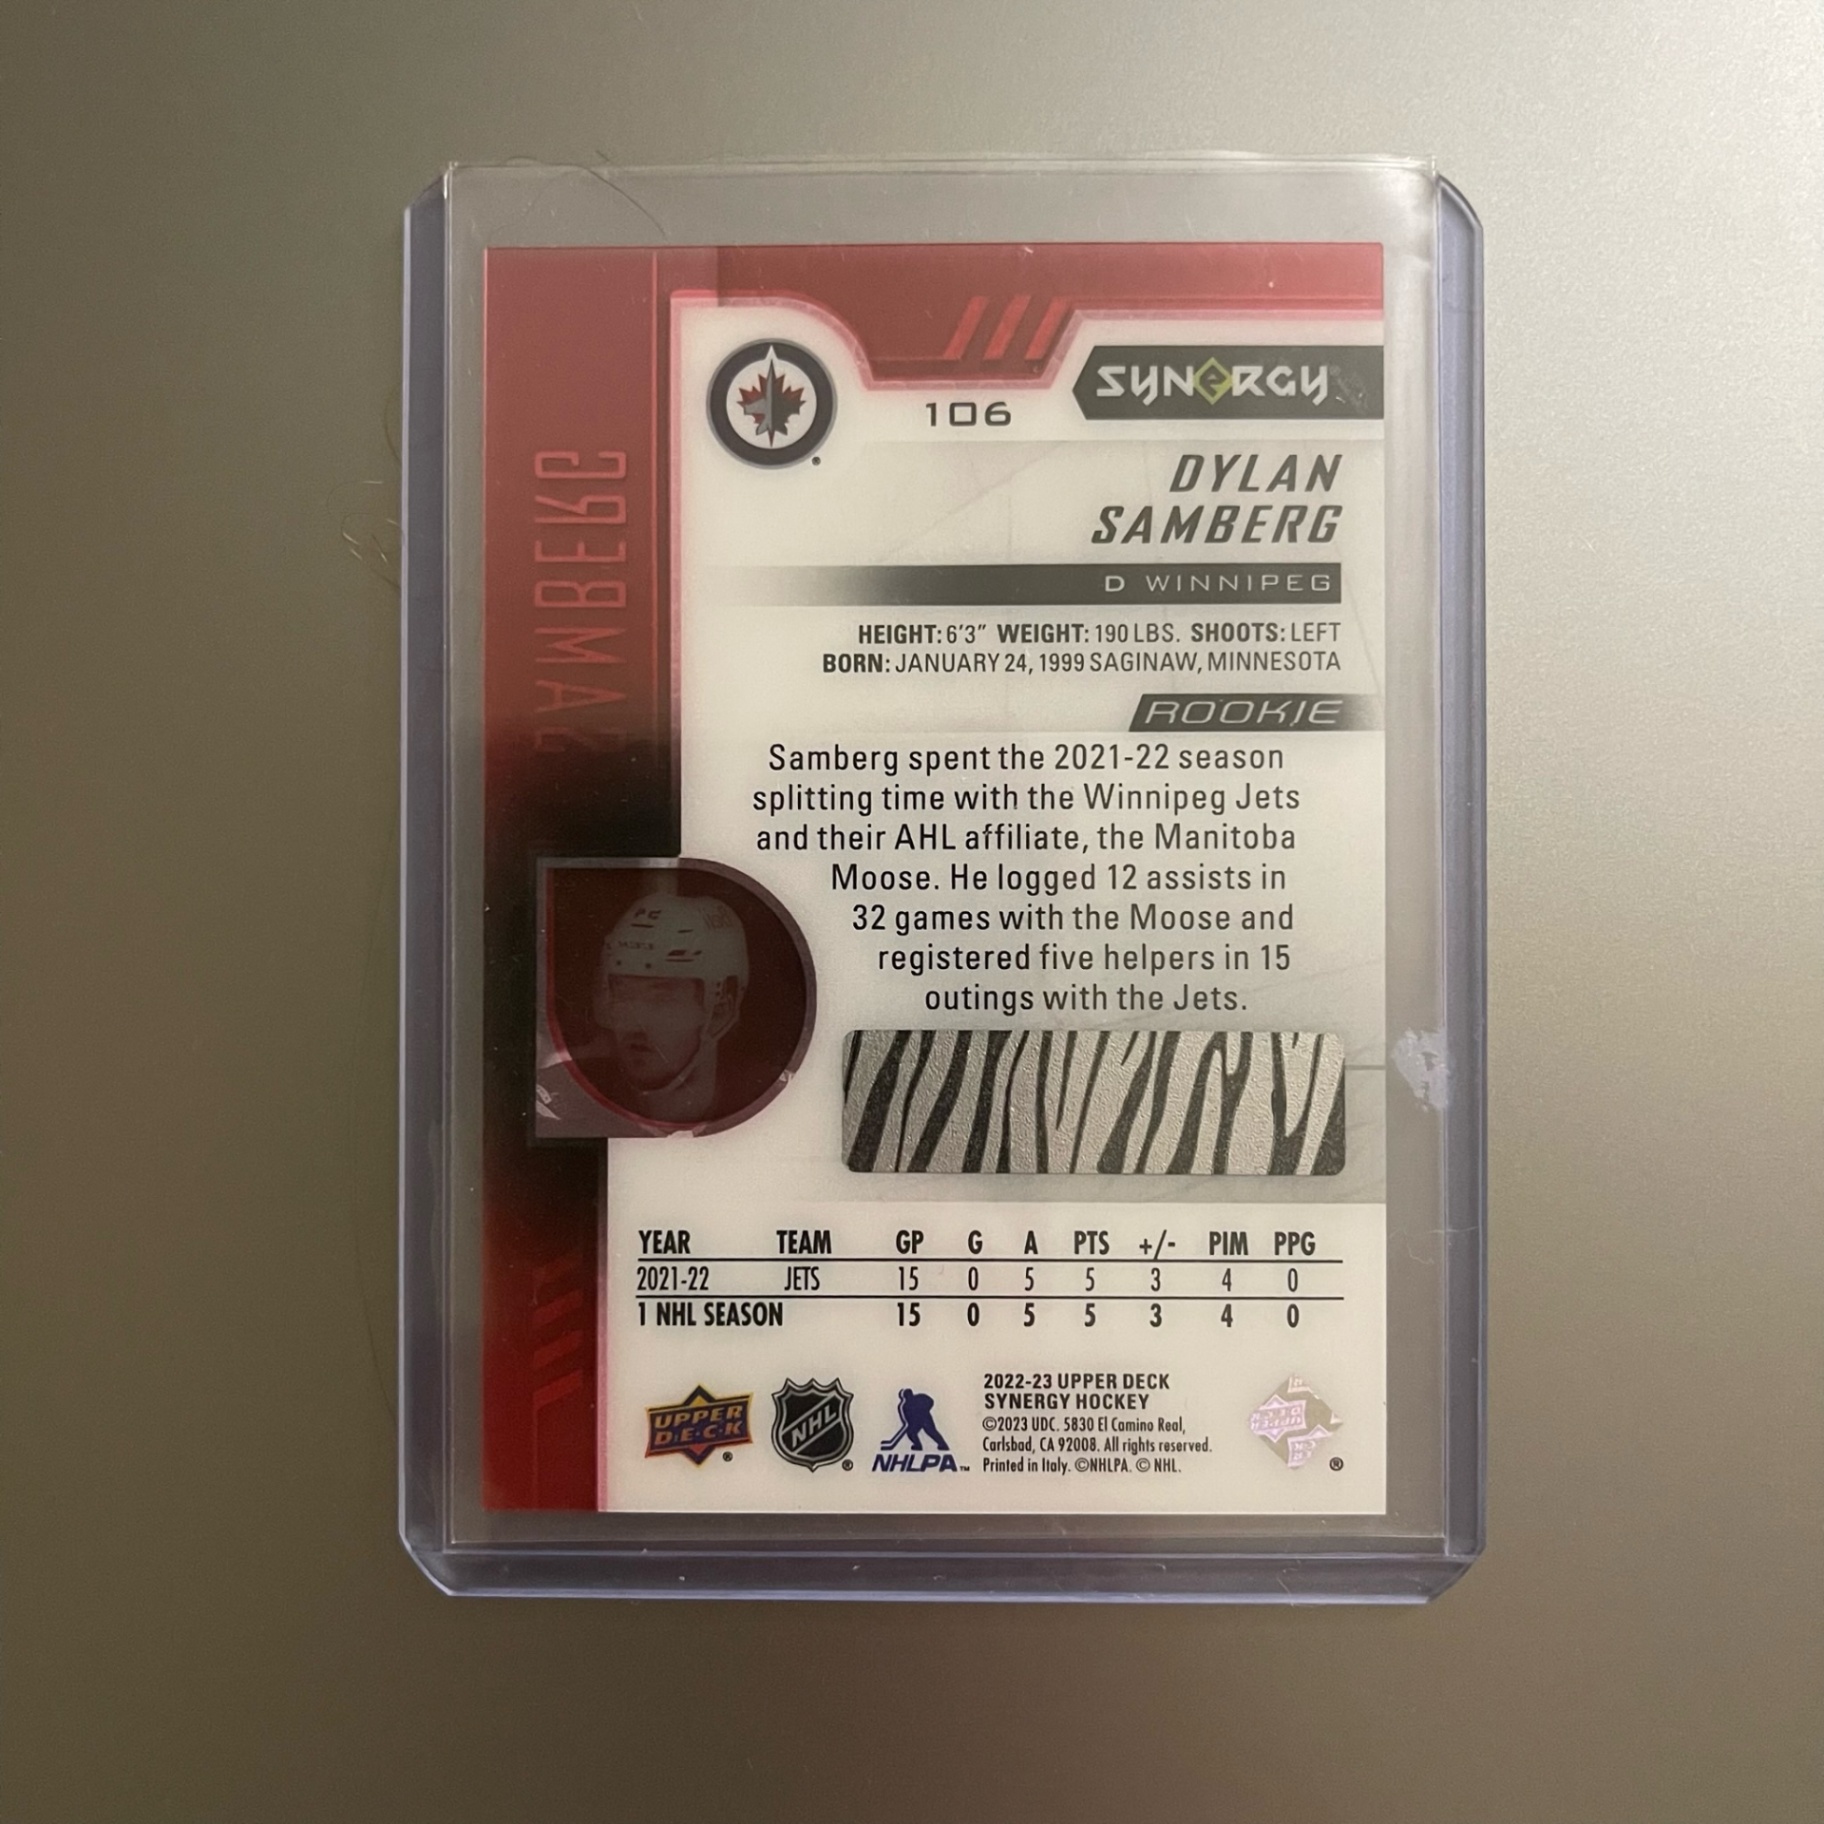 SYNERGY
106
DYLAN
SAMBERG
D WINNIPEG
HEIGHT: 6'3" WEIGHT: 190 LBS. SHOOTS: LEFT
BORN: JANUARY 24, 1999 SAGINAW, MINNESOTA
ROOKIE
Samberg spent the 2021-22 season
splitting time with the Winnipeg Jets
and their AHL affiliate, the Manitoba
Moose. He logged 12 assists in
32 games with the Moose and
registered five helpers in 15
outings with the Jets.
SAMBERG
YEAR TEAM GP G A PTS +/- PIM PPG
2021-22 JETS 15 0 5 5 3 4 0
1 NHL SEASON 15 0 5 5 3 4 0
UPPER
D·E·C·K ®
NHL ®
NHLPA™
2022-23 UPPER DECK
SYNERGY HOCKEY
©2023 UDC. 5830 El Camino Real,
Carlsbad, CA 92008. All rights reserved.
Printed in Italy. ©NHLPA. © NHL.
®